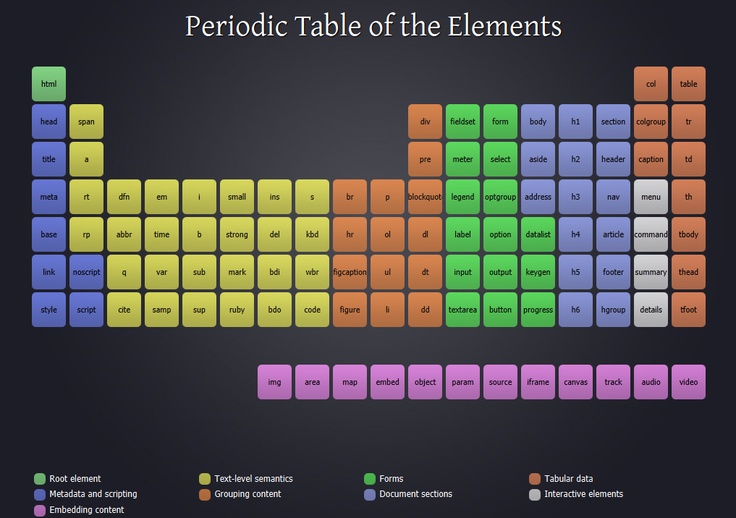 Periodic Table of the Elements
html col table
head span div fieldset form body h1 section colgroup tr
title a pre meter select aside h2 header caption td
meta rt dfn em i small ins s br p blockquot legend optgroup address h3 nav menu th
base rp abbr time b strong del kbd hr ol dl label option datalist h4 article command tbody
link noscript q var sub mark bdi wbr figcaption ul dt input output keygen h5 footer summary thead
style script cite samp sup ruby bdo code figure li dd textarea button progress h6 hgroup details tfoot
img area map embed object param source iframe canvas track audio video
Root element Text-level semantics Forms Tabular data
Metadata and scripting Grouping content Document sections Interactive elements
Embedding content